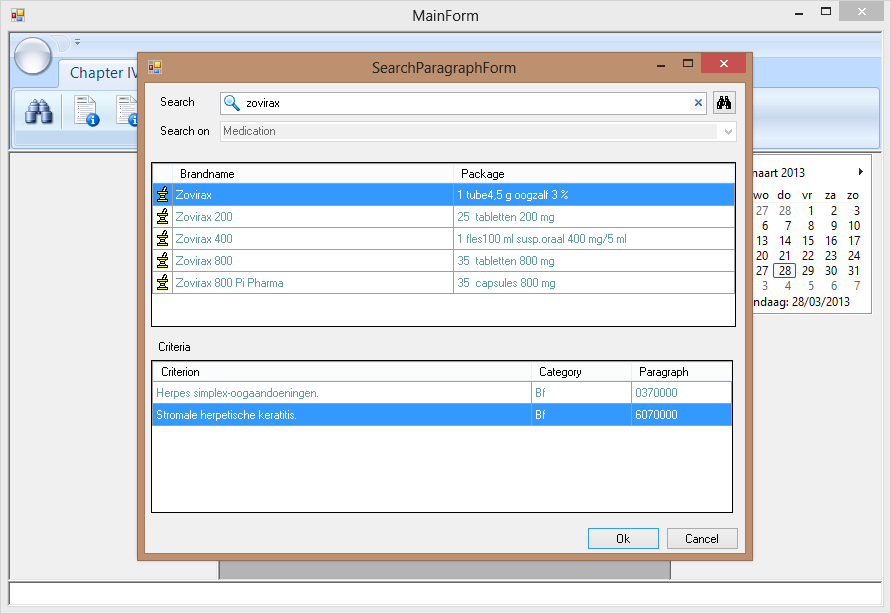 MainForm
Chapter IV
SearchParagraphForm
Search
zovirax
Search on
Medication
Brandname Package
Zovirax 1 tube4,5 g oogzalf 3 %
Zovirax 200 25 tabletten 200 mg
Zovirax 400 1 fles100 ml susp.oraal 400 mg/5 ml
Zovirax 800 35 tabletten 800 mg
Zovirax 800 Pi Pharma 35 capsules 800 mg
Criteria
Criterion Category Paragraph
Herpes simplex-oogaandoeningen. Bf 0370000
Stromale herpetische keratitis. Bf 6070000
Ok Cancel
naart 2013
wo do vr za zo
27 28 1 2 3
6 7 8 9 10
13 14 15 16 17
20 21 22 23 24
27 28 29 30 31
3 4 5 6 7
ndaag: 28/03/2013